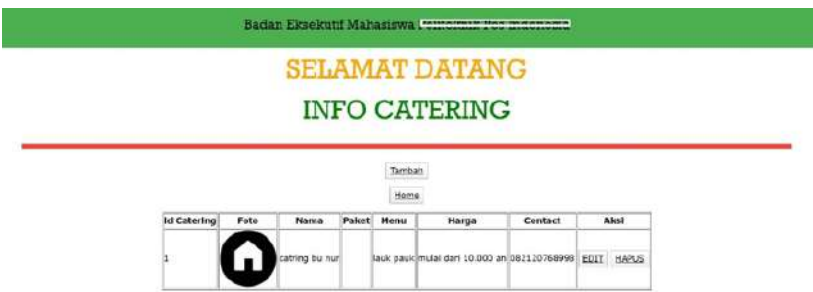 Badan Eksekutif Mahasiswa
SELAMAT DATANG
INFO CATERING
Tambah
Home
Id Catering Foto Nama Paket Menu Harga Contact Aksi
1 catring bu nur lauk pauk mulai dari 10.000 an 082120768998 EDIT HAPUS